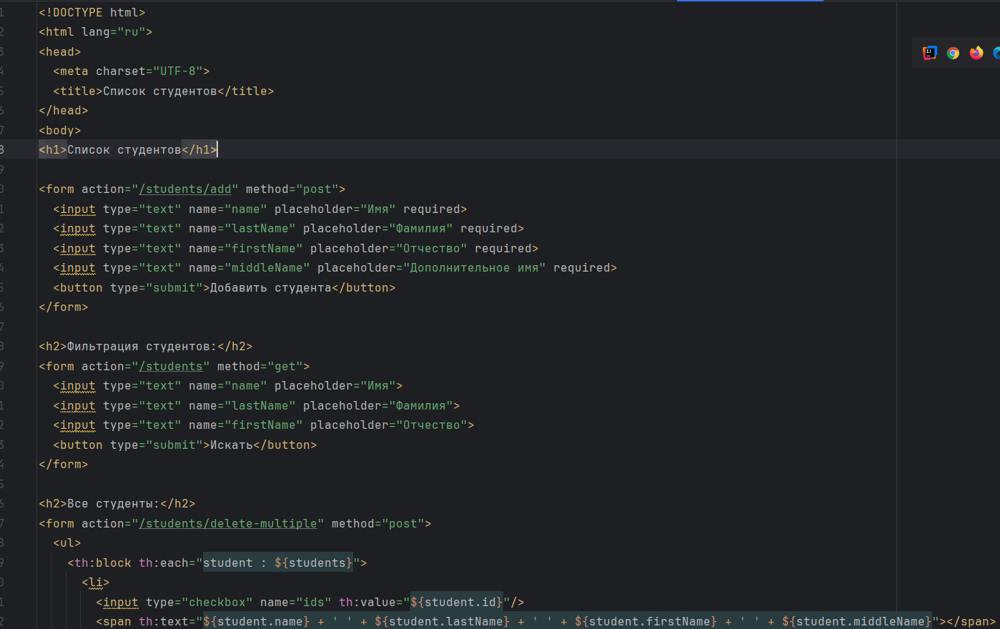 <!DOCTYPE html>
<html lang="ru">
<head>
<meta charset="UTF-8">
<title>Список студентов</title>
</head>
<body>
<h1>Список студентов</h1>
<form action="/students/add" method="post">
<input type="text" name="name" placeholder="Имя" required>
<input type="text" name="lastName" placeholder="Фамилия" required>
<input type="text" name="firstName" placeholder="Отчество" required>
<input type="text" name="middleName" placeholder="Дополнительное имя" required>
<button type="submit">Добавить студента</button>
</form>
<h2>Фильтрация студентов:</h2>
<form action="/students" method="get">
<input type="text" name="name" placeholder="Имя">
<input type="text" name="lastName" placeholder="Фамилия">
<input type="text" name="firstName" placeholder="Отчество">
<button type="submit">Искать</button>
</form>
<h2>Все студенты:</h2>
<form action="/students/delete-multiple" method="post">
<ul>
<th:block th:each="student : ${students}">
<li>
<input type="checkbox" name="ids" th:value="${student.id}"/>
<span th:text="${student.name} + ' ' + ${student.lastName} + ' ' + ${student.firstName} + ' ' + ${student.middleName}"></span>